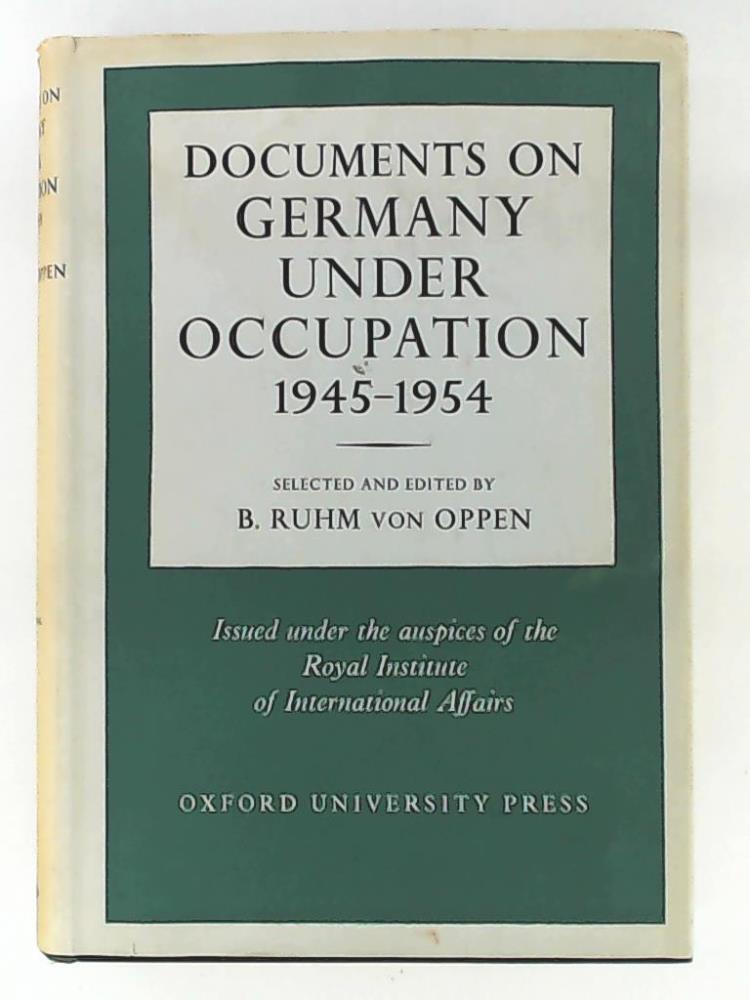 DOCUMENTS ON
GERMANY
UNDER
OCCUPATION
1945–1954
SELECTED AND EDITED BY
B. RUHM VON OPPEN
Issued under the auspices of the
Royal Institute
of International Affairs
OXFORD UNIVERSITY PRESS